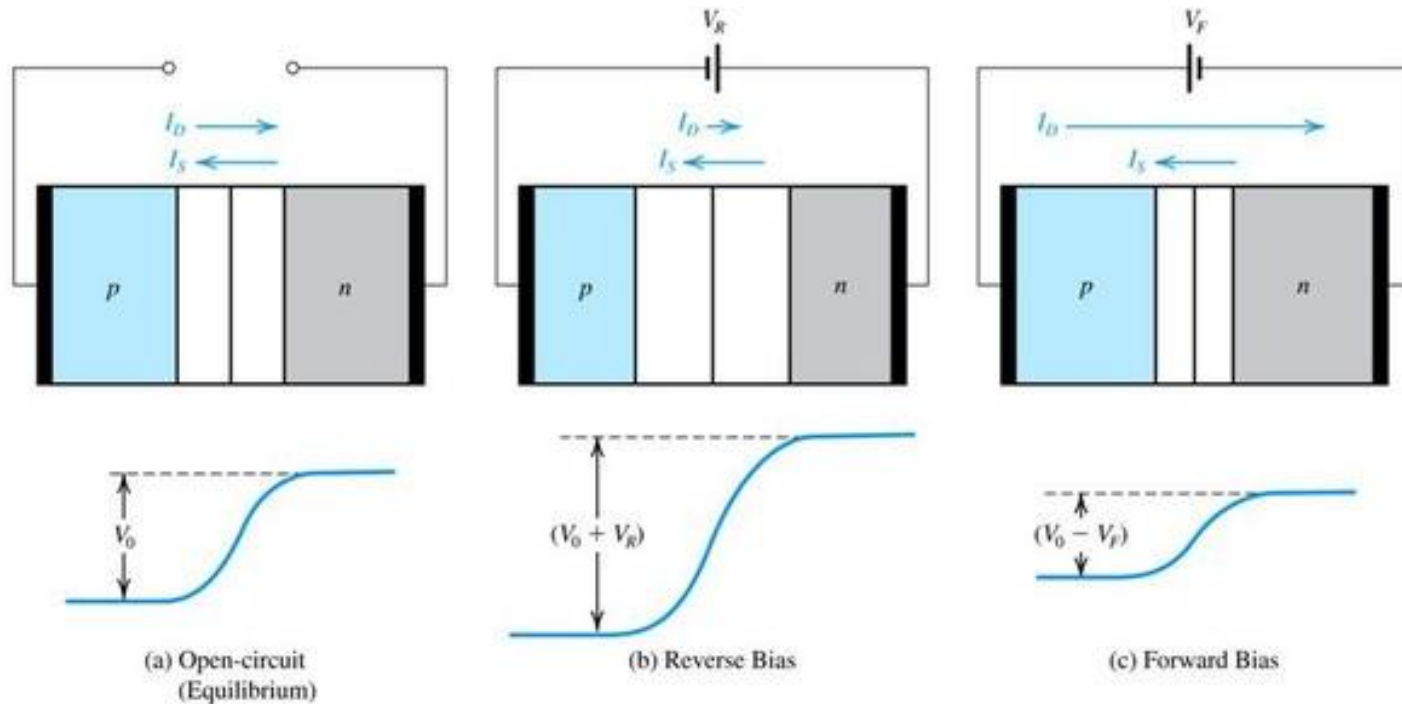 V_R
V_F
I_D
I_S
I_D
I_S
I_D
I_S
p
n
p
n
p
n
V_0
(V_0 + V_R)
(V_0 − V_F)
(a) Open-circuit
(Equilibrium)
(b) Reverse Bias
(c) Forward Bias